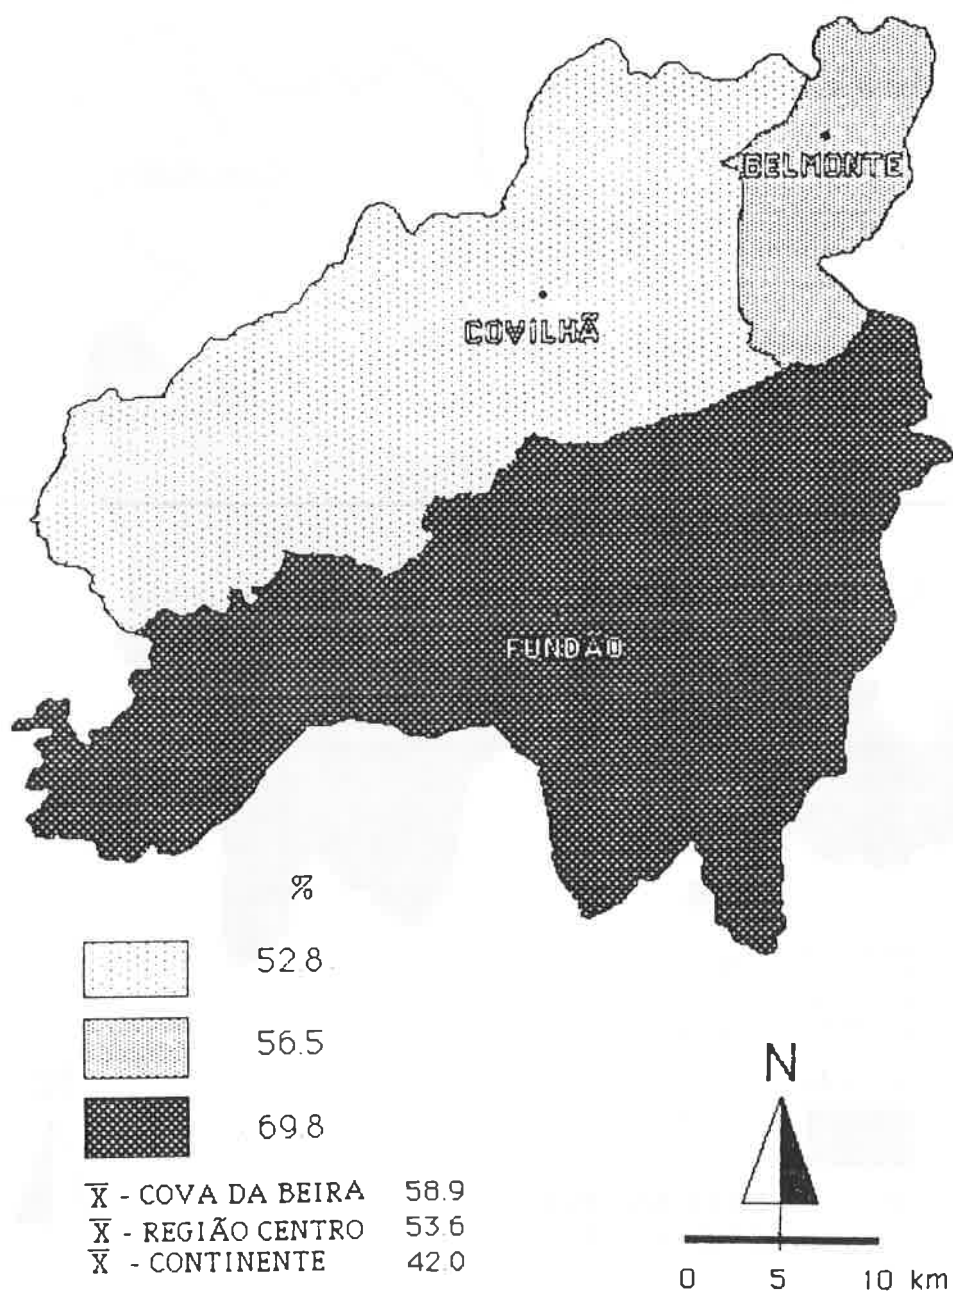 BELMONTE
COVILHÃ
FUNDÃO
%
52.8
56.5
69.8
X - COVA DA BEIRA 58.9
X - REGIÃO CENTRO 53.6
X - CONTINENTE 42.0
N
0 5 10 km